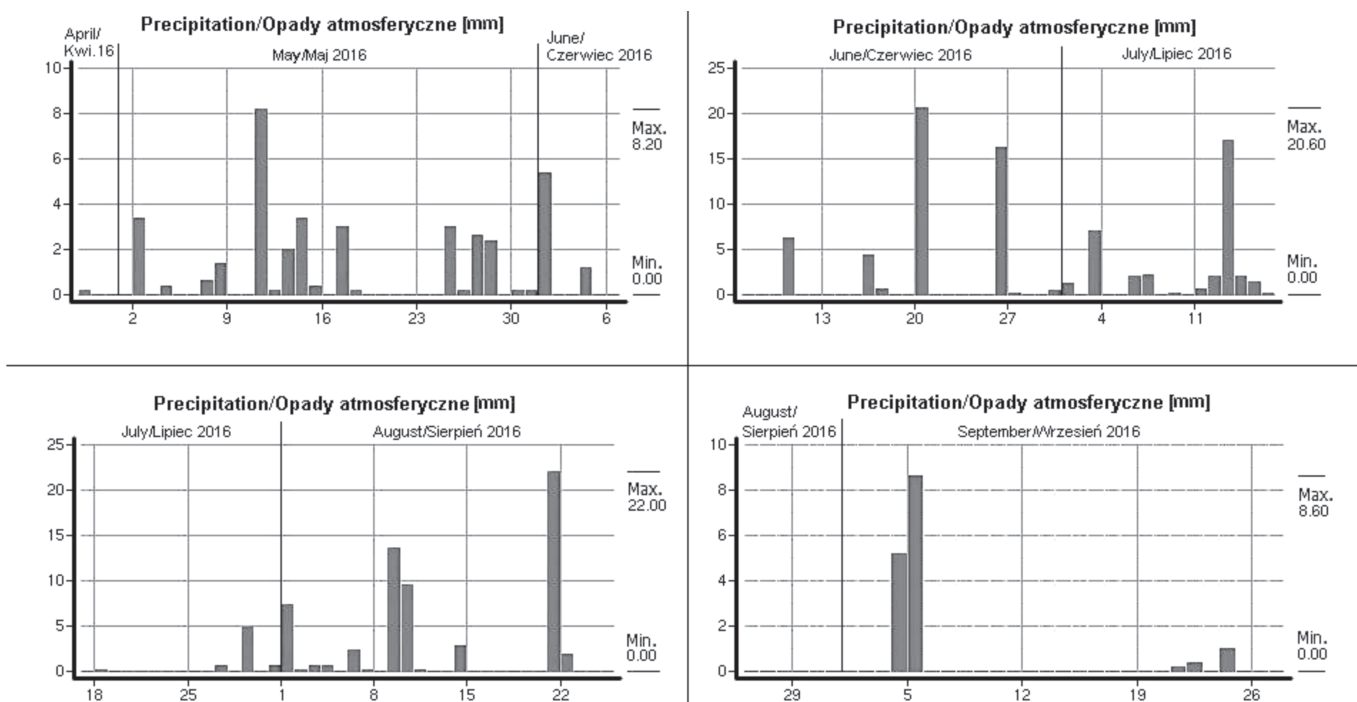 Precipitation/Opady atmosferyczne [mm]
April/
Kwi.16
May/Maj 2016
June/
Czerwiec 2016
10
8
6
4
2
0
Max.
8.20
Min.
0.00
2 9 16 23 30 6
Precipitation/Opady atmosferyczne [mm]
June/Czerwiec 2016
July/Lipiec 2016
25
20
15
10
5
0
Max.
20.60
Min.
0.00
13 20 27 4 11
Precipitation/Opady atmosferyczne [mm]
July/Lipiec 2016
August/Sierpień 2016
25
20
15
10
5
0
Max.
22.00
Min.
0.00
18 25 1 8 15 22
Precipitation/Opady atmosferyczne [mm]
August/
Sierpień 2016
September/Wrzesień 2016
10
8
6
4
2
0
Max.
8.60
Min.
0.00
29 5 12 19 26